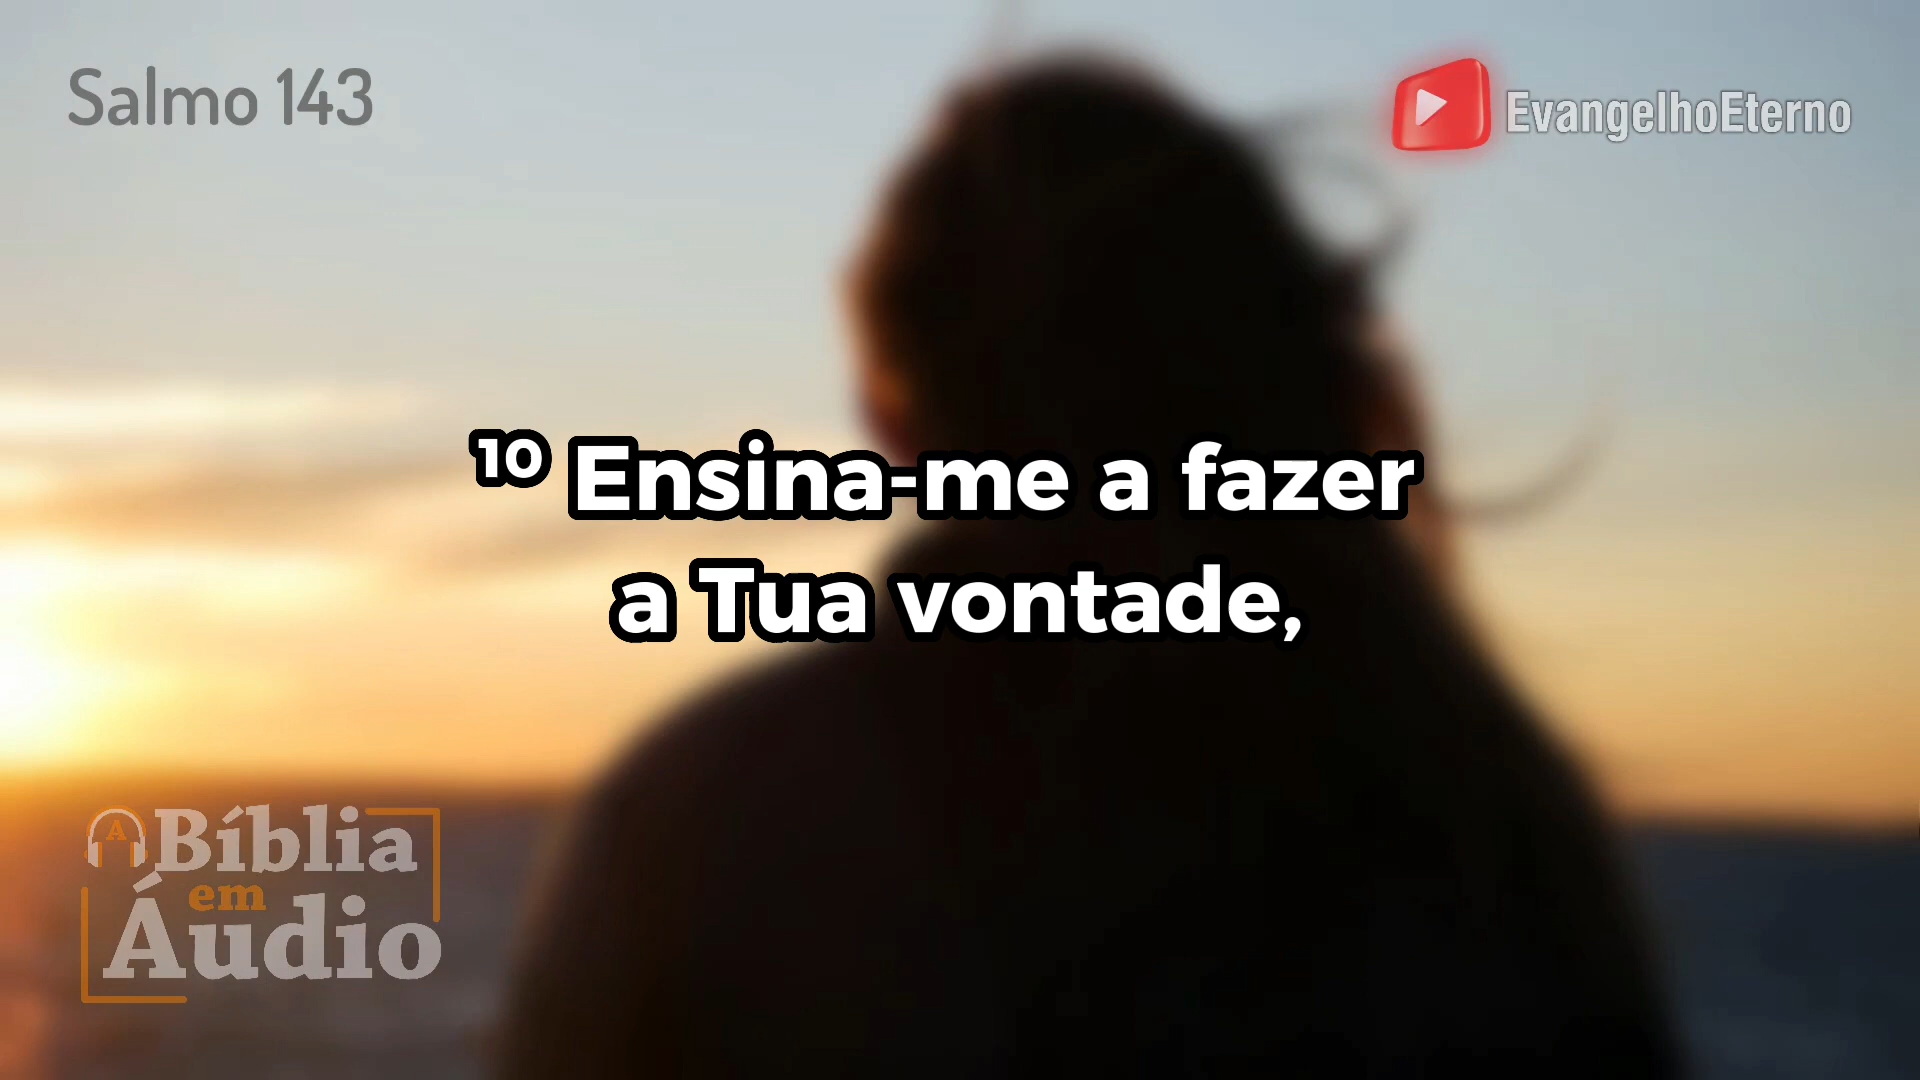 Salmo 143
EvangelhoEterno
¹⁰ Ensina-me a fazer
a Tua vontade,
A
Bíblia
em
Áudio